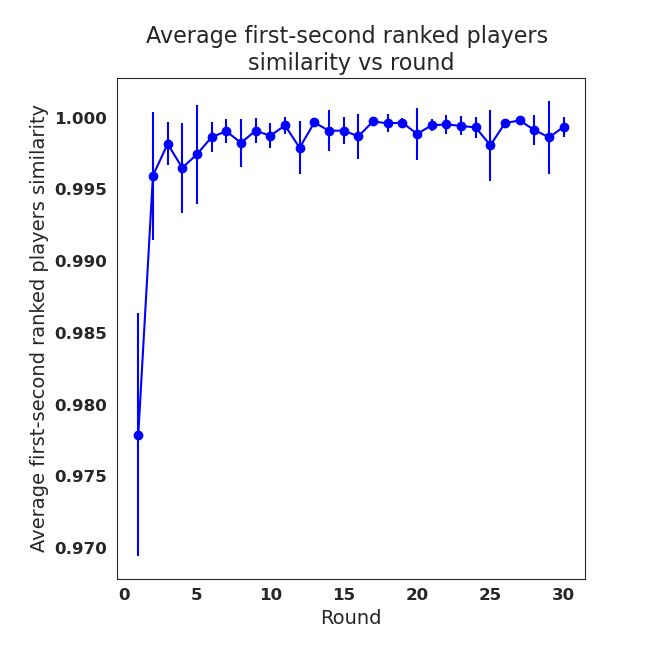 Average first-second ranked players
similarity vs round
Average first-second ranked players similarity
1.000
0.995
0.990
0.985
0.980
0.975
0.970
0 5 10 15 20 25 30
Round